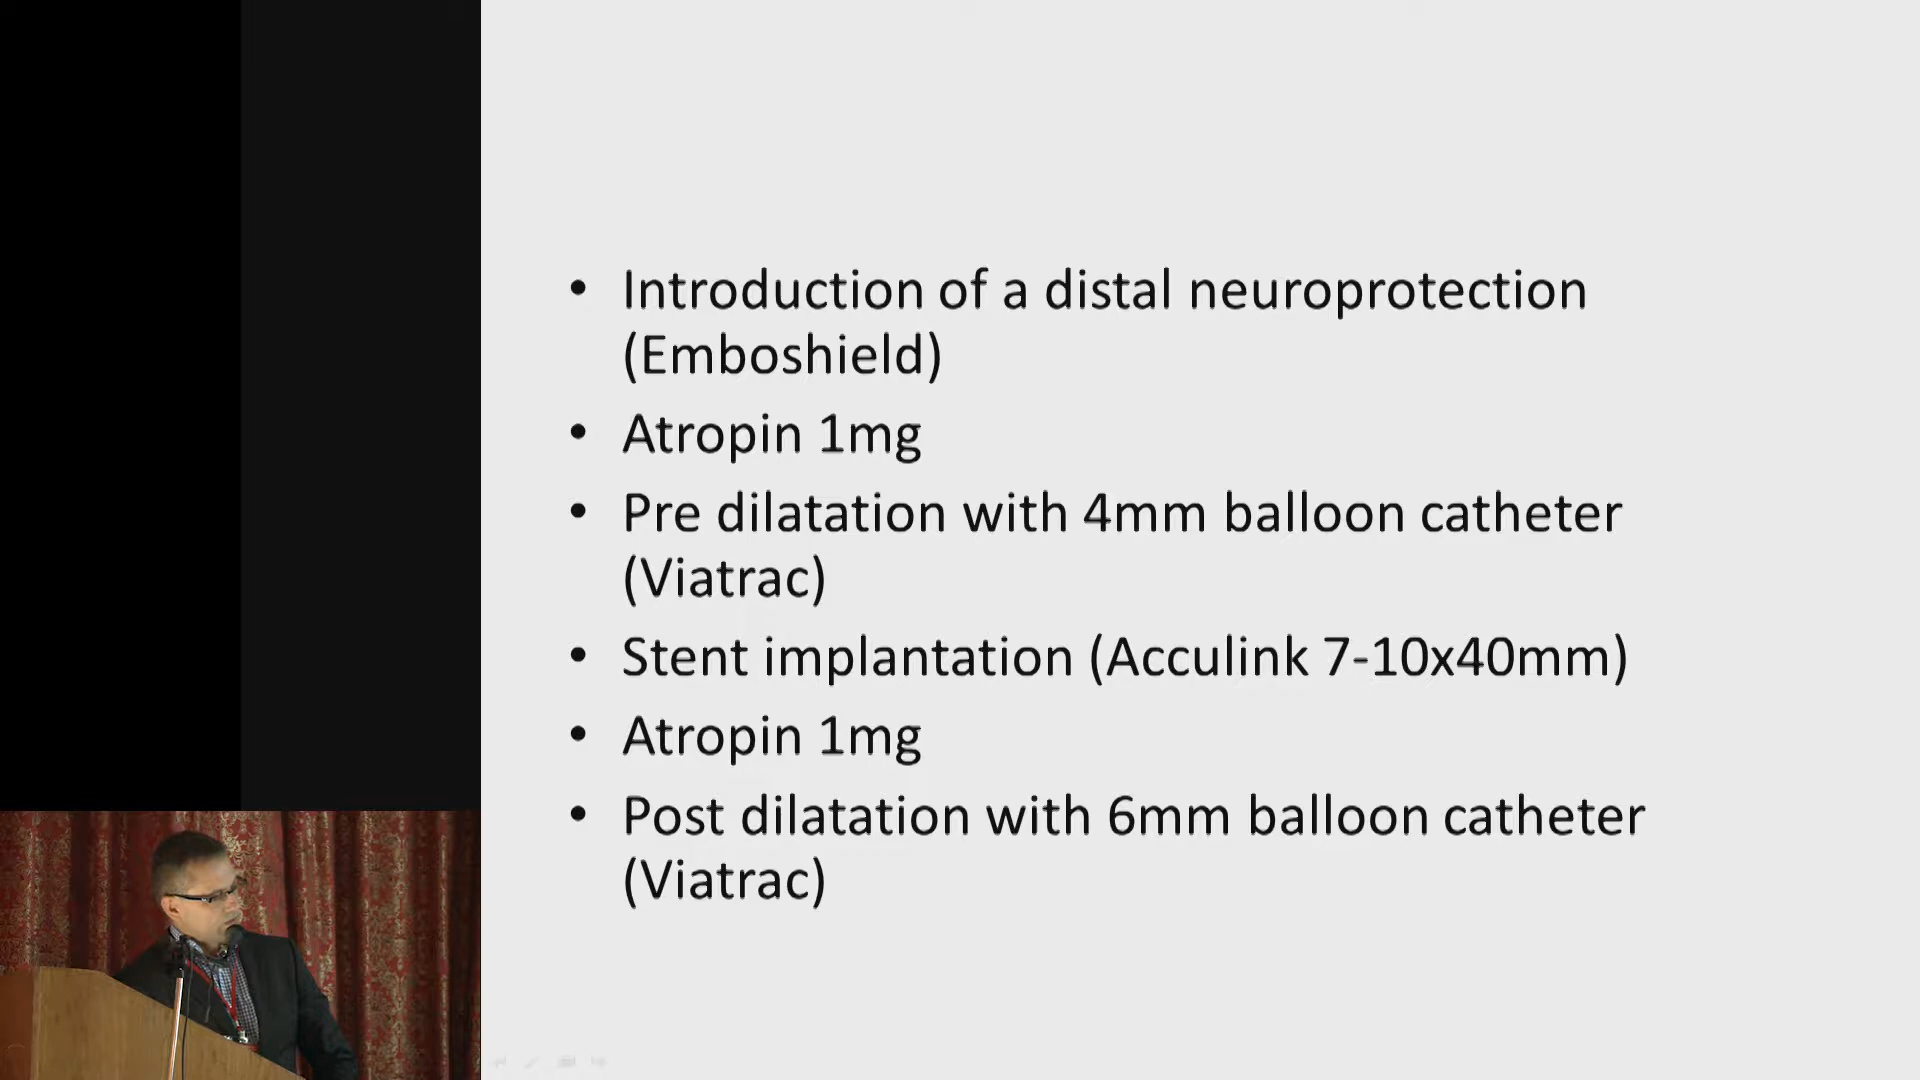 • Introduction of a distal neuroprotection
(Emboshield)
• Atropin 1mg
• Pre dilatation with 4mm balloon catheter
(Viatrac)
• Stent implantation (Acculink 7-10x40mm)
• Atropin 1mg
• Post dilatation with 6mm balloon catheter
(Viatrac)